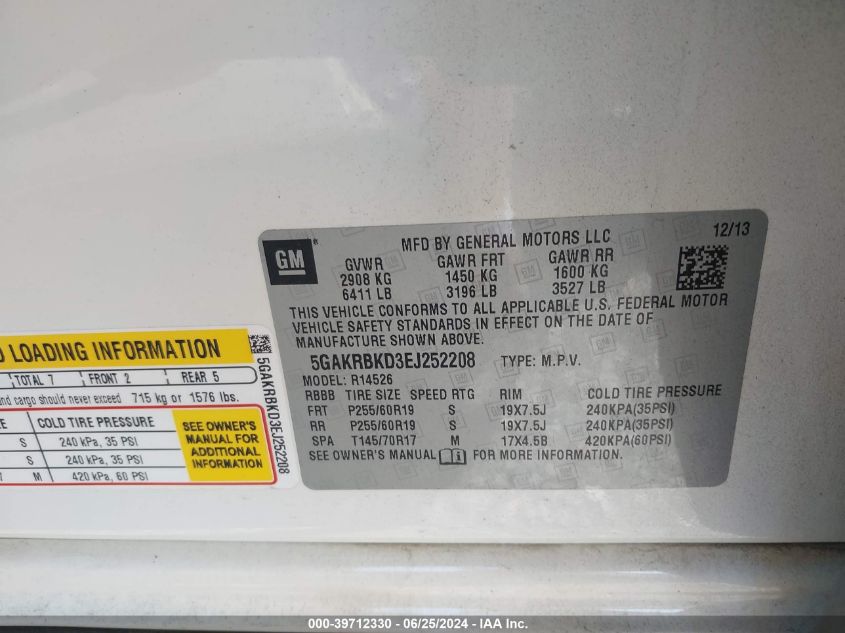 GM
MFD BY GENERAL MOTORS LLC
12/13
GVWR GAWR FRT GAWR RR
2908 KG 1450 KG 1600 KG
6411 LB 3196 LB 3527 LB
THIS VEHICLE CONFORMS TO ALL APPLICABLE U.S. FEDERAL MOTOR
VEHICLE SAFETY STANDARDS IN EFFECT ON THE DATE OF
MANUFACTURE SHOWN ABOVE.
5GAKRBKD3EJ252208 TYPE: M.P.V.
MODEL: R14526
RBBB TIRE SIZE SPEED RTG RIM COLD TIRE PRESSURE
FRT P255/60R19 S 19X7.5J 240KPA(35PSI)
RR P255/60R19 S 19X7.5J 240KPA(35PSI)
SPA T145/70R17 M 17X4.5B 420KPA(60PSI)
SEE OWNER'S MANUAL FOR MORE INFORMATION.
LOADING INFORMATION
TOTAL 7 FRONT 2 REAR 5
and cargo should never exceed 715 kg or 1576 lbs.
COLD TIRE PRESSURE
S 240 kPa, 35 PSI
S 240 kPa, 35 PSI
M 420 kPa, 60 PSI
SEE OWNER'S
MANUAL FOR
ADDITIONAL
INFORMATION
5GAKRBKD3EJ252208
000-39712330 - 06/25/2024 - IAA Inc.